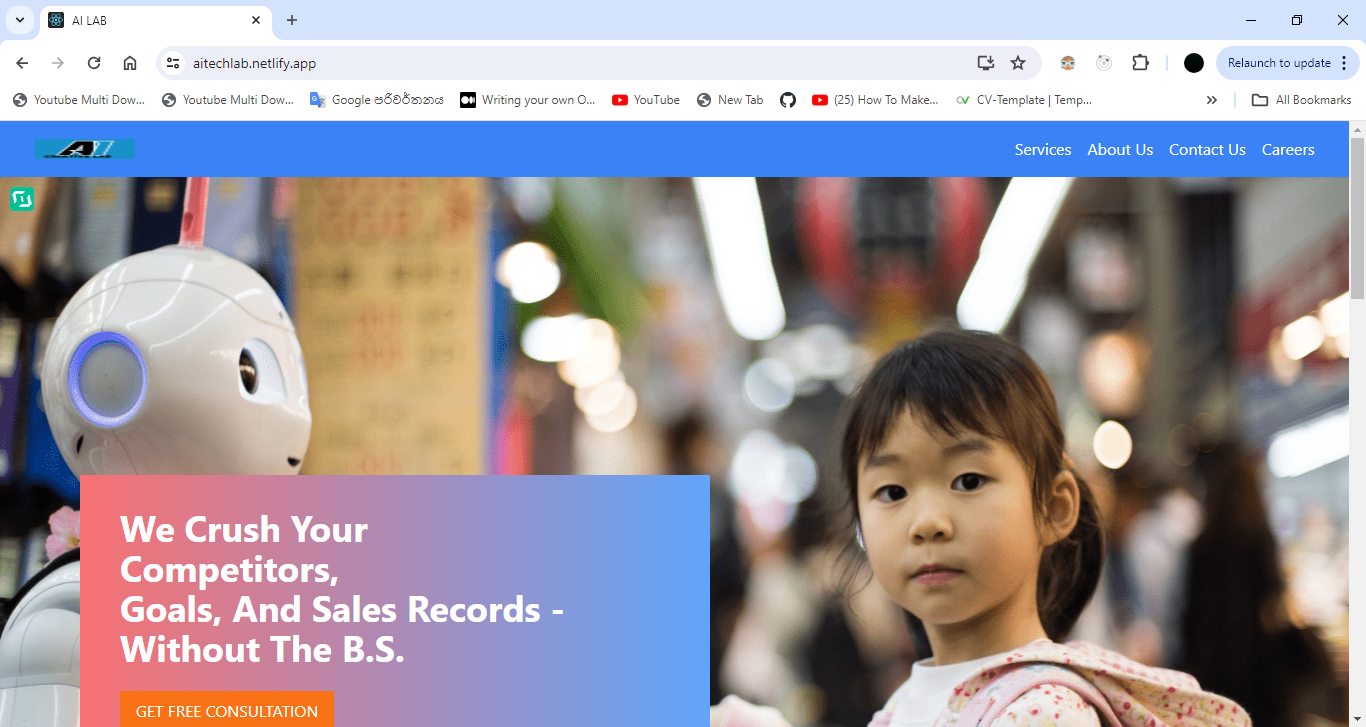 AI LAB
aitechlab.netlify.app
Relaunch to update
Youtube Multi Dow...
Youtube Multi Dow...
Google පරිවර්තනය
Writing your own O...
YouTube
New Tab
(25) How To Make...
CV-Template | Temp...
All Bookmarks
Services
About Us
Contact Us
Careers
We Crush Your
Competitors,
Goals, And Sales Records -
Without The B.S.
GET FREE CONSULTATION